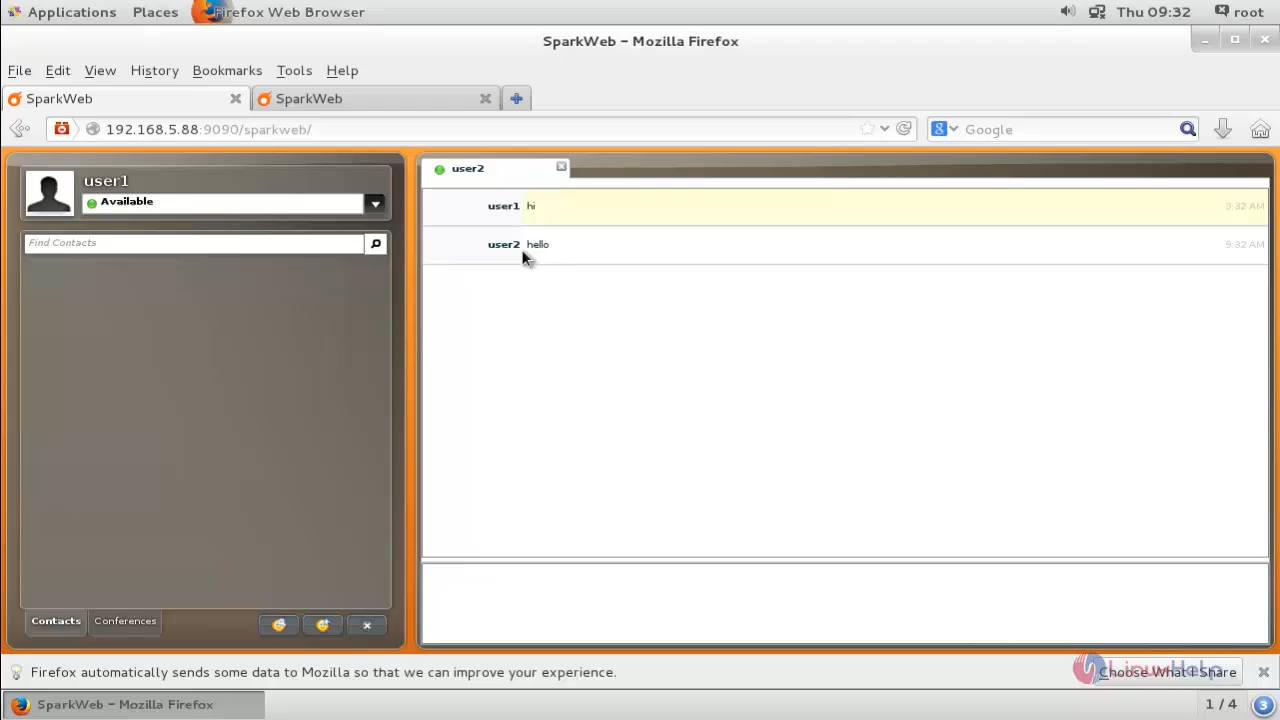 Applications Places Firefox Web Browser Thu 09:32 root
SparkWeb - Mozilla Firefox
File Edit View History Bookmarks Tools Help
SparkWeb SparkWeb
192.168.5.88:9090/sparkweb/ Google
user1
Available
Find Contacts
Contacts Conferences
user2
user1 hi 9:32 AM
user2 hello 9:32 AM
Firefox automatically sends some data to Mozilla so that we can improve your experience. Choose What I Share
LinuxHelp
SparkWeb - Mozilla Firefox 1 / 4 3